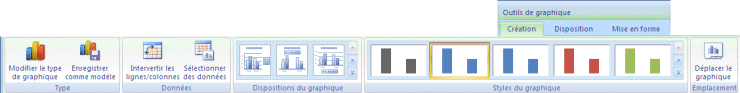 Outils de graphique
Création Disposition Mise en forme
Modifier le type de graphique
Enregistrer comme modèle
Intervertir les lignes/colonnes
Sélectionner des données
Déplacer le graphique
Type Données Dispositions du graphique Styles du graphique Emplacement